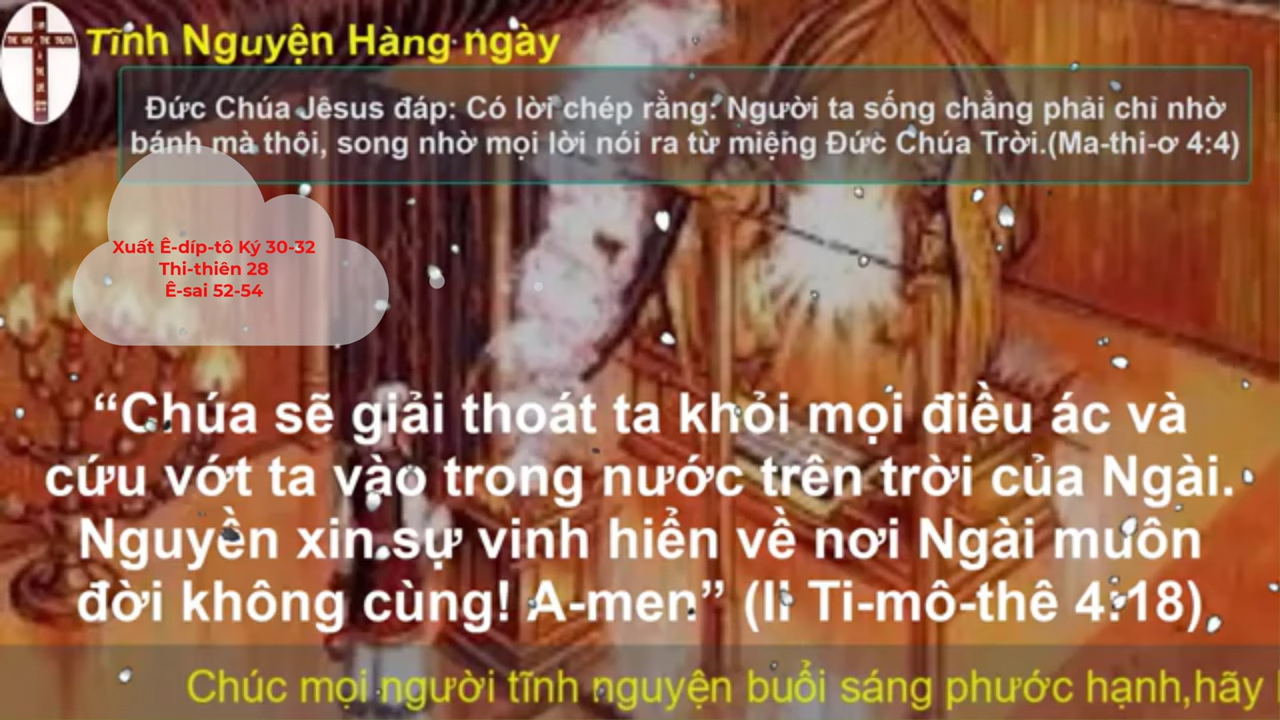 Tĩnh Nguyện Hàng ngày
Đức Chúa Jêsus đáp: Có lời chép rằng: Người ta sống chẳng phải chỉ nhờ
bánh mà thôi, song nhờ mọi lời nói ra từ miệng Đức Chúa Trời.(Ma-thi-ơ 4:4)
Xuất Ê-díp-tô Ký 30-32
Thi-thiên 28
Ê-sai 52-54
“Chúa sẽ giải thoát ta khỏi mọi điều ác và
cứu vớt ta vào trong nước trên trời của Ngài.
Nguyền xin sự vinh hiển về nơi Ngài muôn
đời không cùng! A-men” (Ii Ti-mô-thê 4:18)
Chúc mọi người tĩnh nguyện buổi sáng phước hạnh,hãy